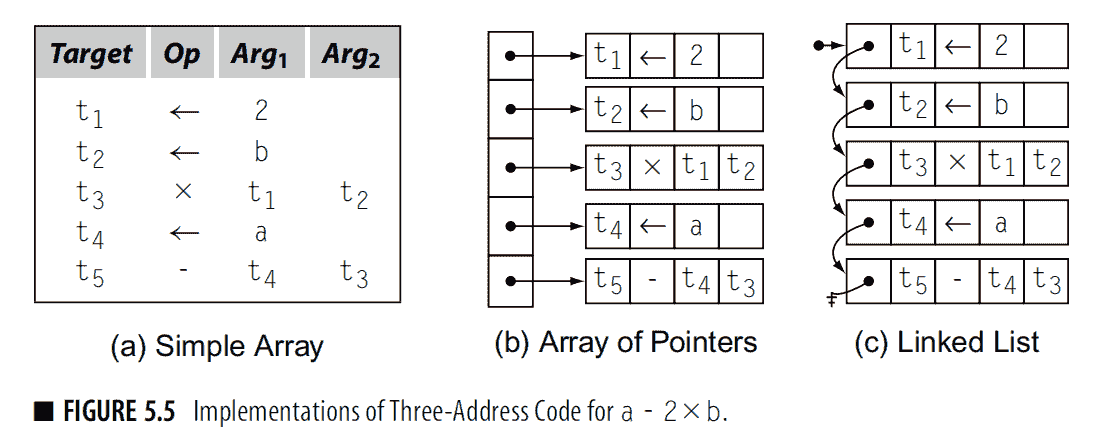 Target Op Arg1 Arg2
t1 ← 2
t2 ← b
t3 × t1 t2
t4 ← a
t5 - t4 t3
(a) Simple Array
t1 ← 2
t2 ← b
t3 × t1 t2
t4 ← a
t5 - t4 t3
(b) Array of Pointers
t1 ← 2
t2 ← b
t3 × t1 t2
t4 ← a
t5 - t4 t3
(c) Linked List
■ FIGURE 5.5 Implementations of Three-Address Code for a - 2 × b.